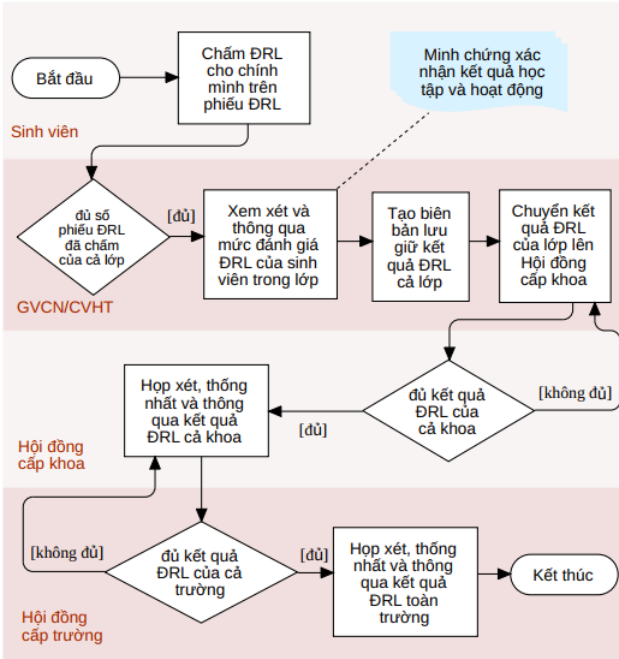 Bắt đầu
Chấm ĐRL
cho chính
mình trên
phiếu ĐRL
Minh chứng xác
nhận kết quả học
tập và hoạt động
Sinh viên
đủ số
phiếu ĐRL
đã chấm
của cả lớp
[đủ]
Xem xét và
thông qua
mức đánh giá
ĐRL của sinh
viên trong lớp
Tạo biên
bản lưu
giữ kết
quả ĐRL
cả lớp
Chuyển kết
quả ĐRL
của lớp lên
Hội đồng
cấp khoa
GVCN/CVHT
Họp xét, thống
nhất và thông
qua kết quả
ĐRL cả khoa
[đủ]
đủ kết quả
ĐRL của
cả khoa
[không đủ]
Hội đồng
cấp khoa
[không đủ]
đủ kết quả
ĐRL của cả
trường
[đủ]
Họp xét, thống
nhất và thông
qua kết quả
ĐRL toàn
trường
Kết thúc
Hội đồng
cấp trường